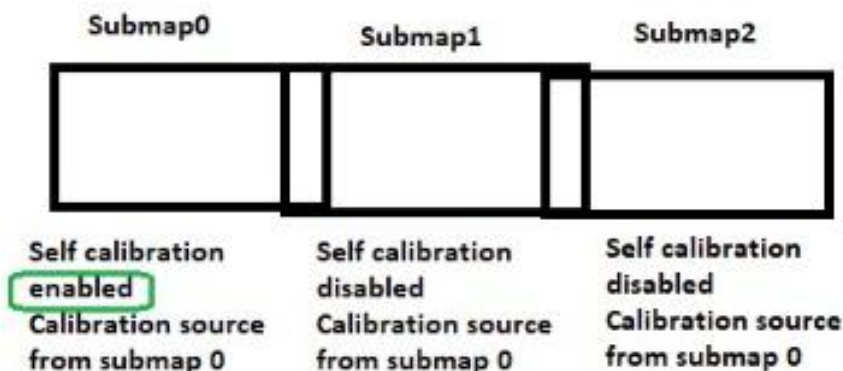 Submap0
Submap1
Submap2
Self calibration
enabled
Calibration source
from submap 0
Self calibration
disabled
Calibration source
from submap 0
Self calibration
disabled
Calibration source
from submap 0